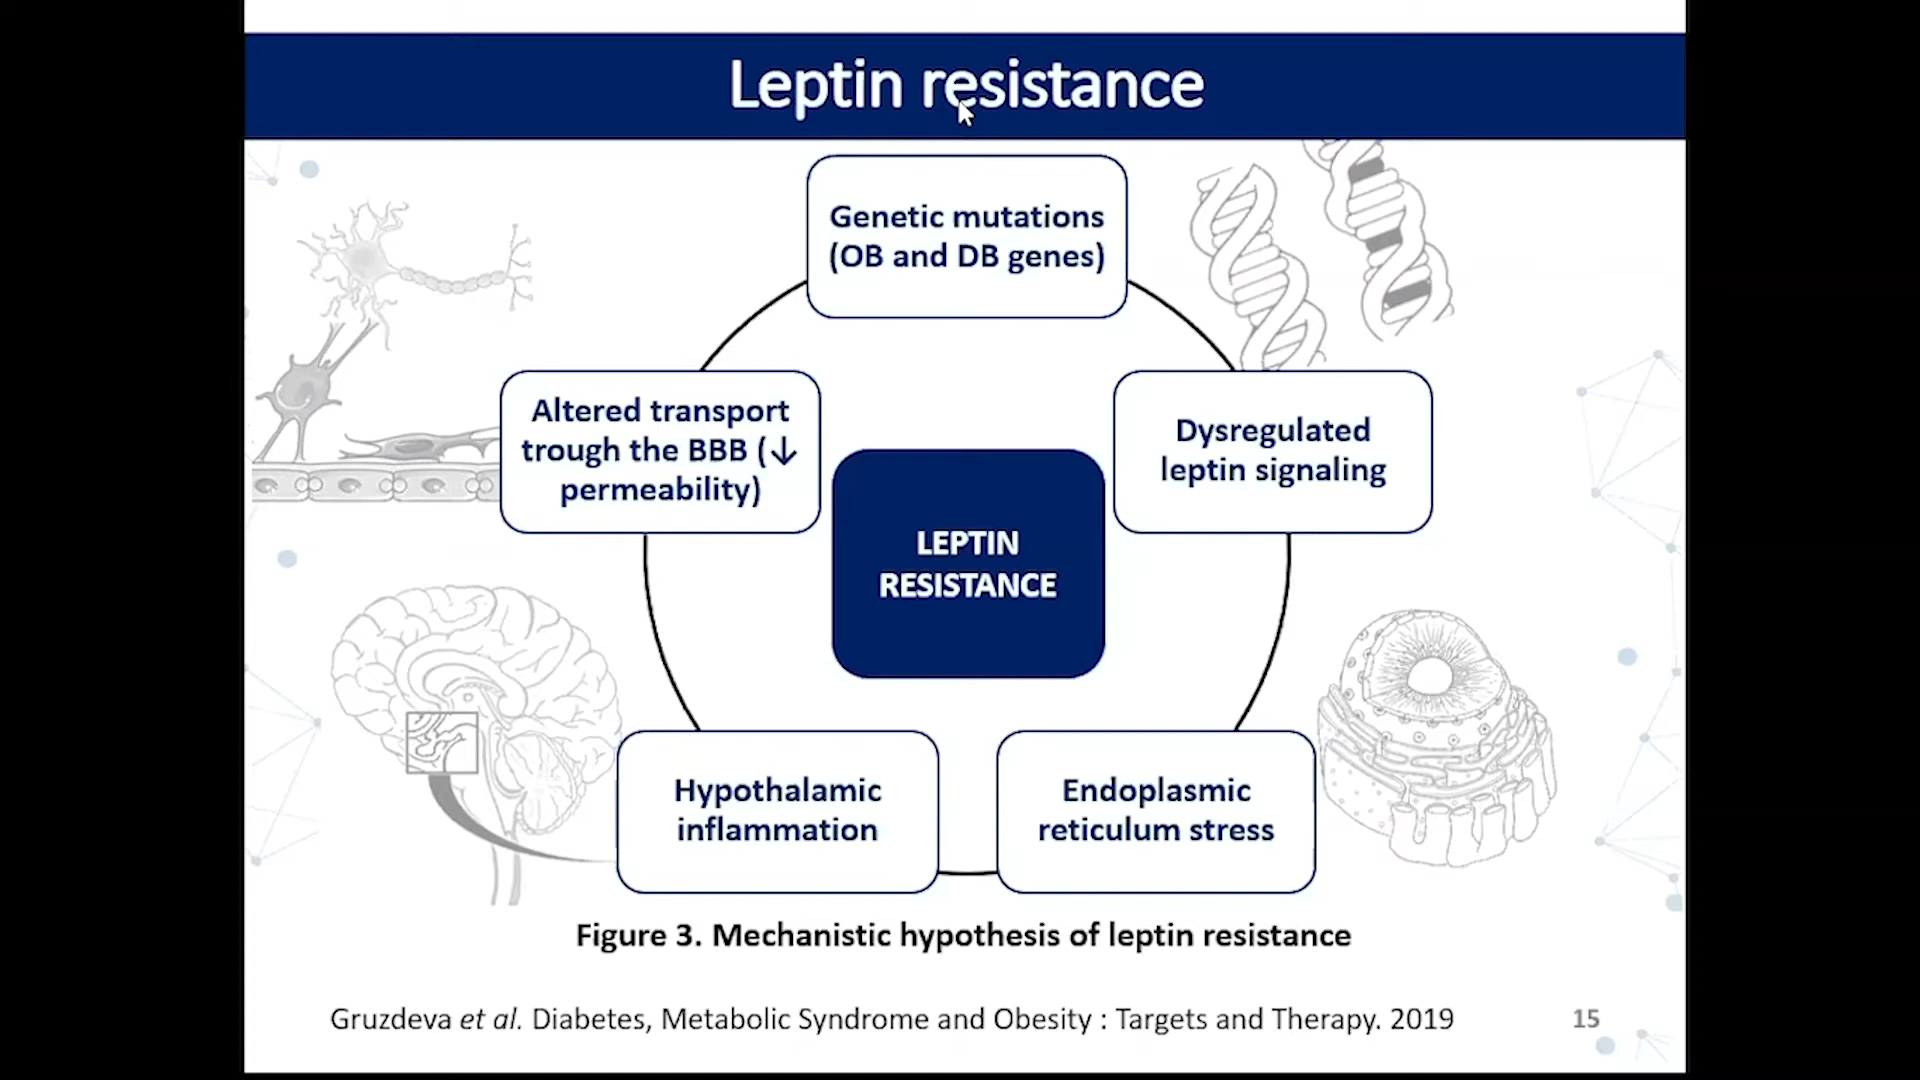 Leptin resistance
Genetic mutations
(OB and DB genes)
Altered transport
trough the BBB (↓
permeability)
Dysregulated
leptin signaling
LEPTIN
RESISTANCE
Hypothalamic
inflammation
Endoplasmic
reticulum stress
Figure 3. Mechanistic hypothesis of leptin resistance
Gruzdeva et al. Diabetes, Metabolic Syndrome and Obesity : Targets and Therapy. 2019
15